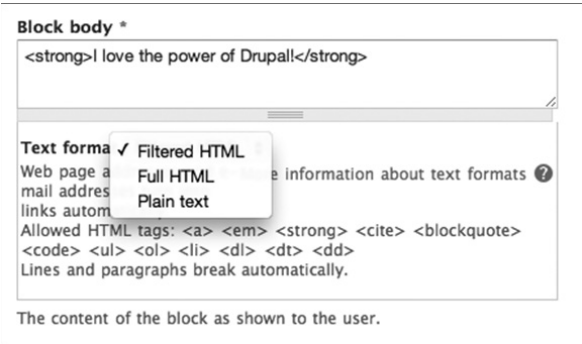 Block body *
<strong>I love the power of Drupal!</strong>
Text forma ✓ Filtered HTML
Web page a Full HTML information about text formats ?
mail addres Plain text
links autom
Allowed HTML tags: <a> <em> <strong> <cite> <blockquote>
<code> <ul> <ol> <li> <dl> <dt> <dd>
Lines and paragraphs break automatically.
The content of the block as shown to the user.